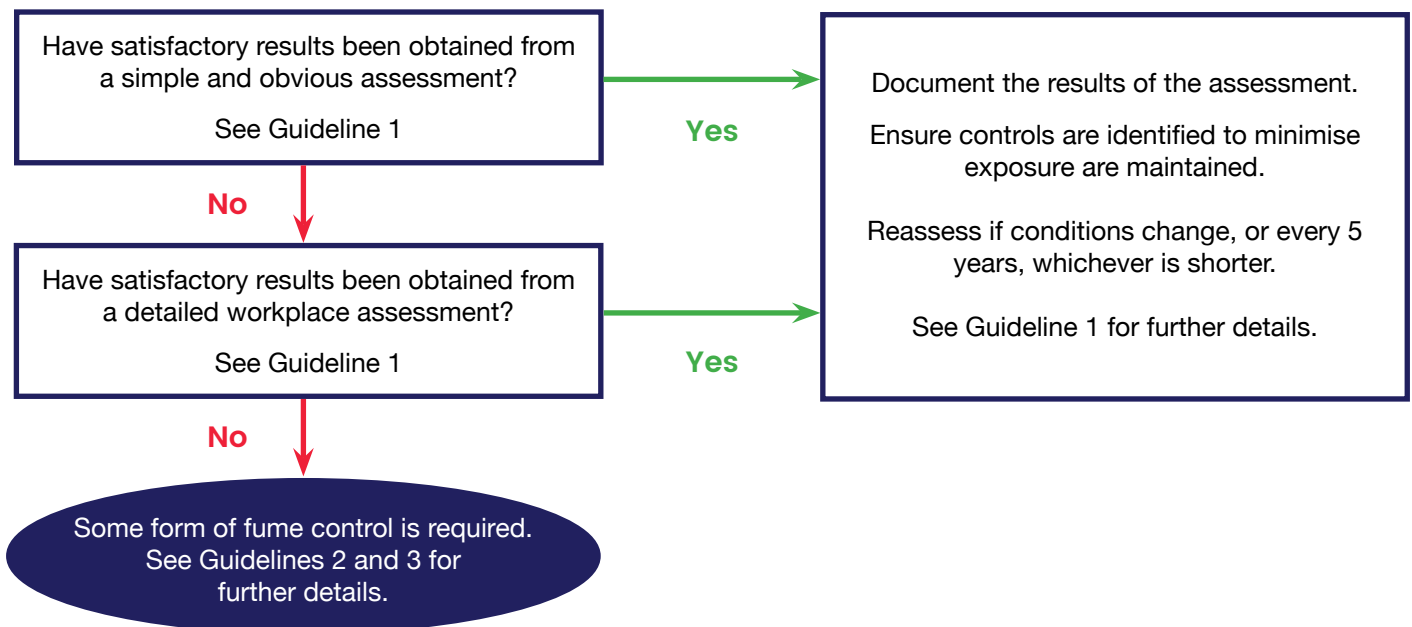 Have satisfactory results been obtained from
a simple and obvious assessment?
See Guideline 1
Yes
Document the results of the assessment.
Ensure controls are identified to minimise
exposure are maintained.
Reassess if conditions change, or every 5
years, whichever is shorter.
See Guideline 1 for further details.
No
Have satisfactory results been obtained from
a detailed workplace assessment?
See Guideline 1
Yes
No
Some form of fume control is required.
See Guidelines 2 and 3 for
further details.